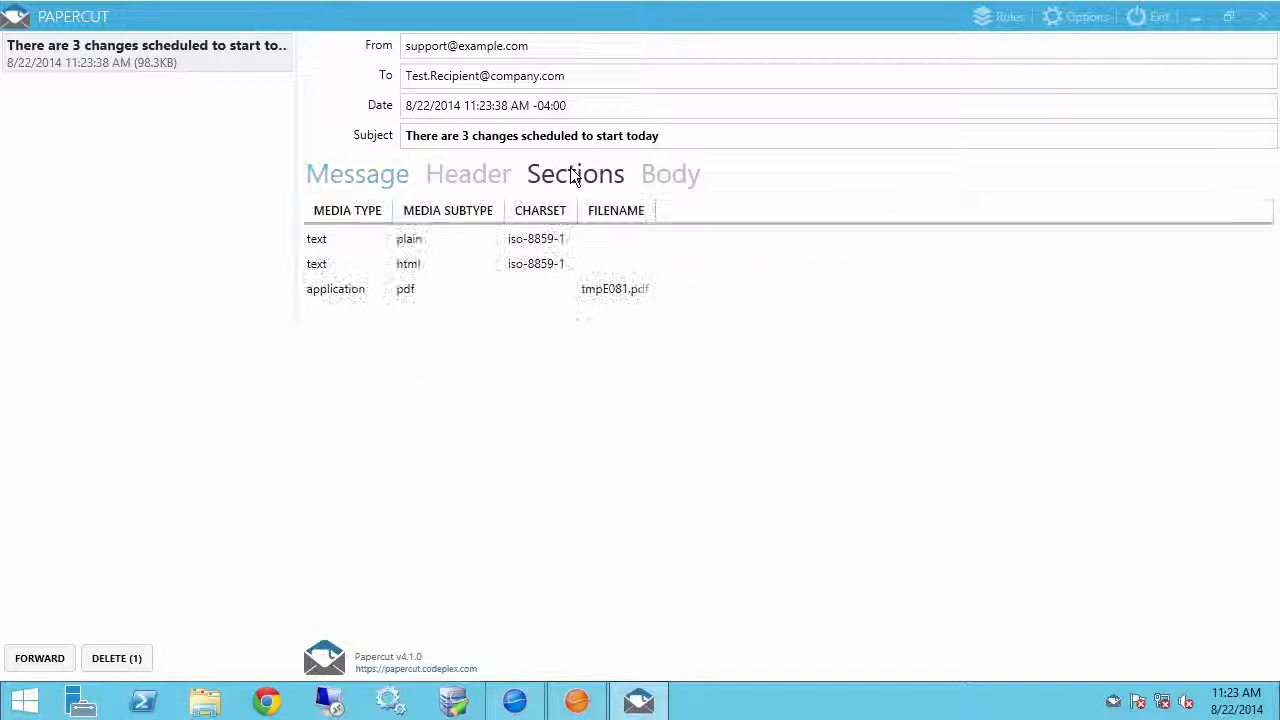 PAPERCUT
Rules
Options
Exit
There are 3 changes scheduled to start to..
8/22/2014 11:23:38 AM (98.3KB)
From support@example.com
To Test.Recipient@company.com
Date 8/22/2014 11:23:38 AM -04:00
Subject There are 3 changes scheduled to start today
Message Header Sections Body
MEDIA TYPE MEDIA SUBTYPE CHARSET FILENAME
text plain iso-8859-1
text html iso-8859-1
application pdf tmpE081.pdf
FORWARD DELETE (1)
Papercut v4.1.0
https://papercut.codeplex.com
11:23 AM
8/22/2014